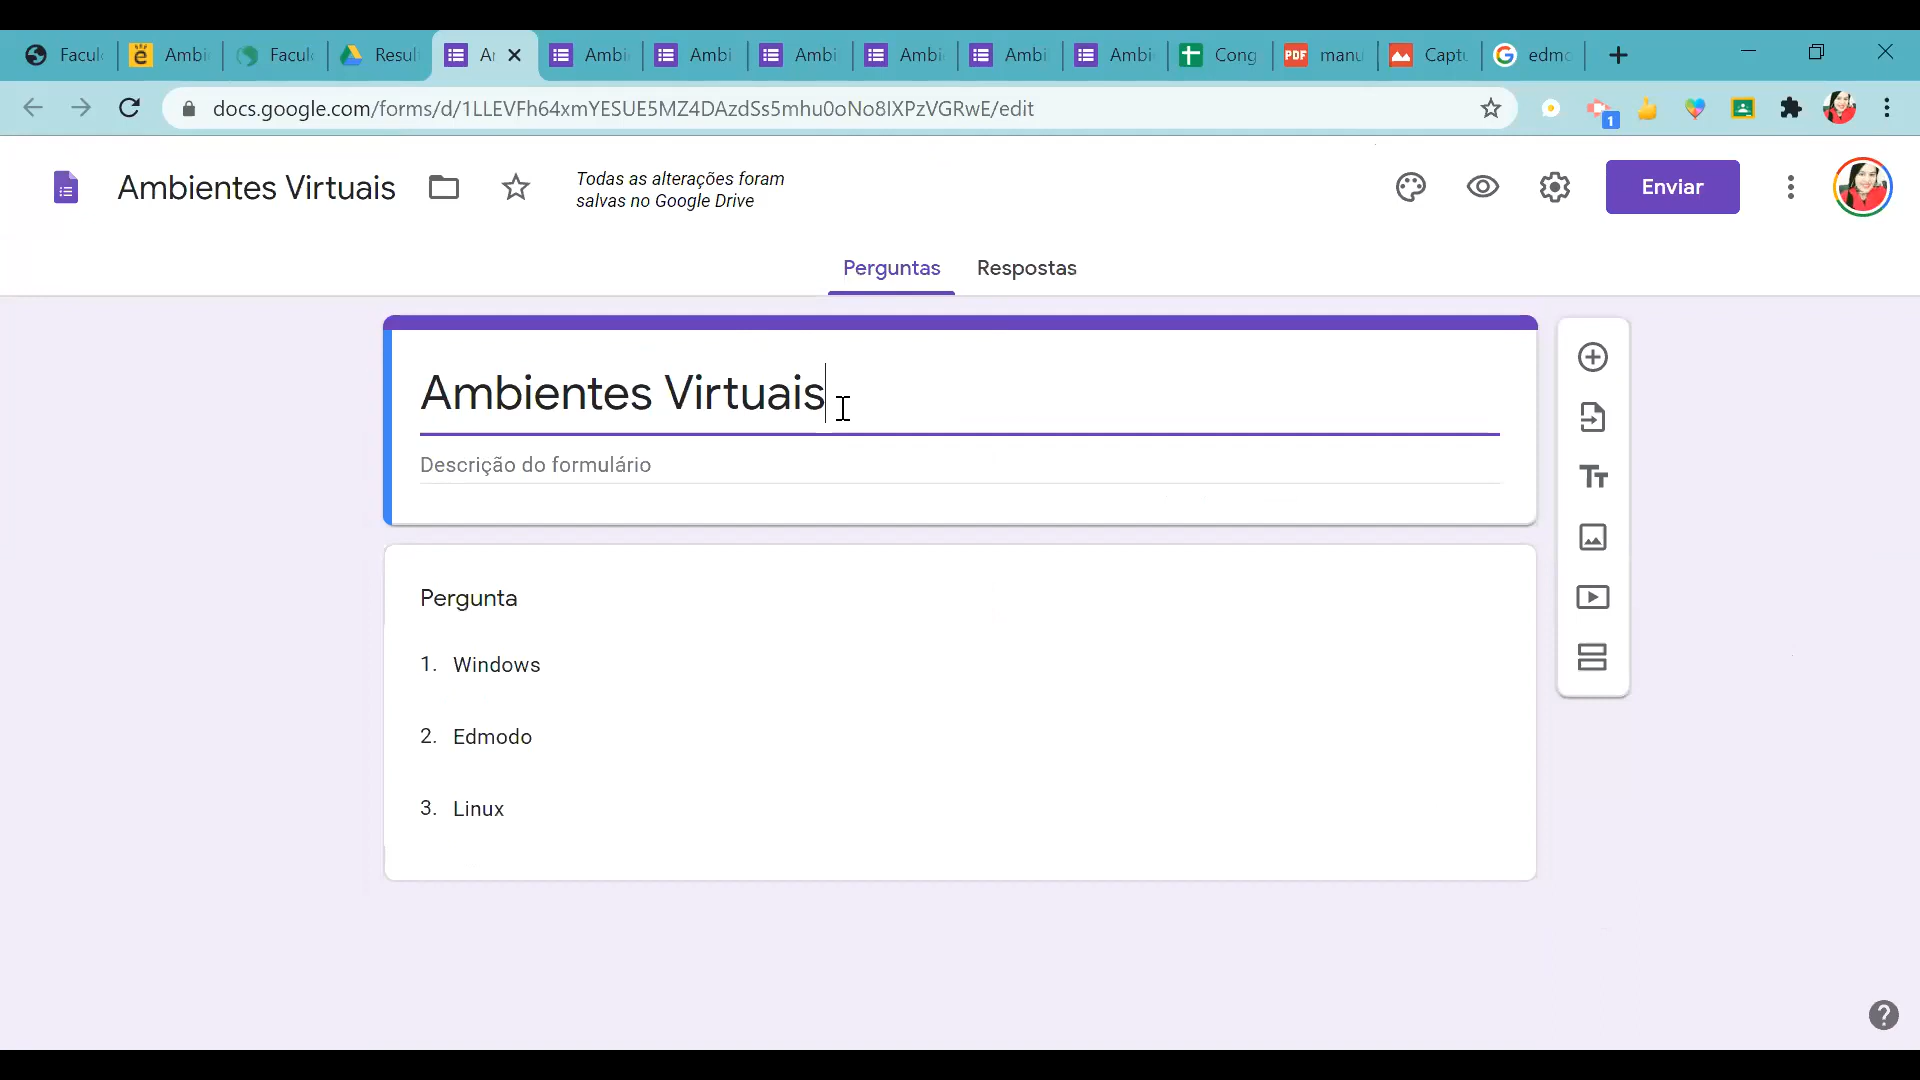 Facul Ambi Facul Resul A Ambi Ambi Ambi Ambi Ambi Ambi Cong PDF manu Captu edmo
docs.google.com/forms/d/1LLEVFh64xmYESUE5MZ4DAzdSs5mhu0oNo8IXPzVGRwE/edit
1
Ambientes Virtuais
Todas as alterações foram
salvas no Google Drive
Enviar
Perguntas Respostas
Ambientes Virtuais
Descrição do formulário
Pergunta
1. Windows
2. Edmodo
3. Linux